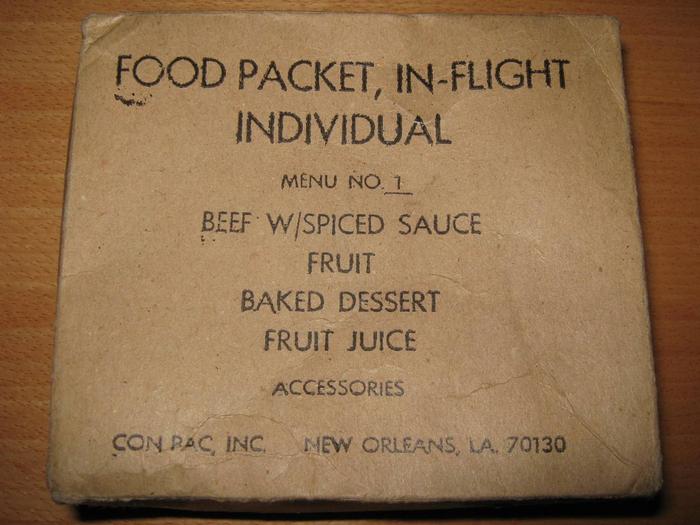 FOOD PACKET, IN-FLIGHT
INDIVIDUAL
MENU NO. 1
BEEF W/SPICED SAUCE
FRUIT
BAKED DESSERT
FRUIT JUICE
ACCESSORIES
CON PAC, INC. NEW ORLEANS, LA. 70130